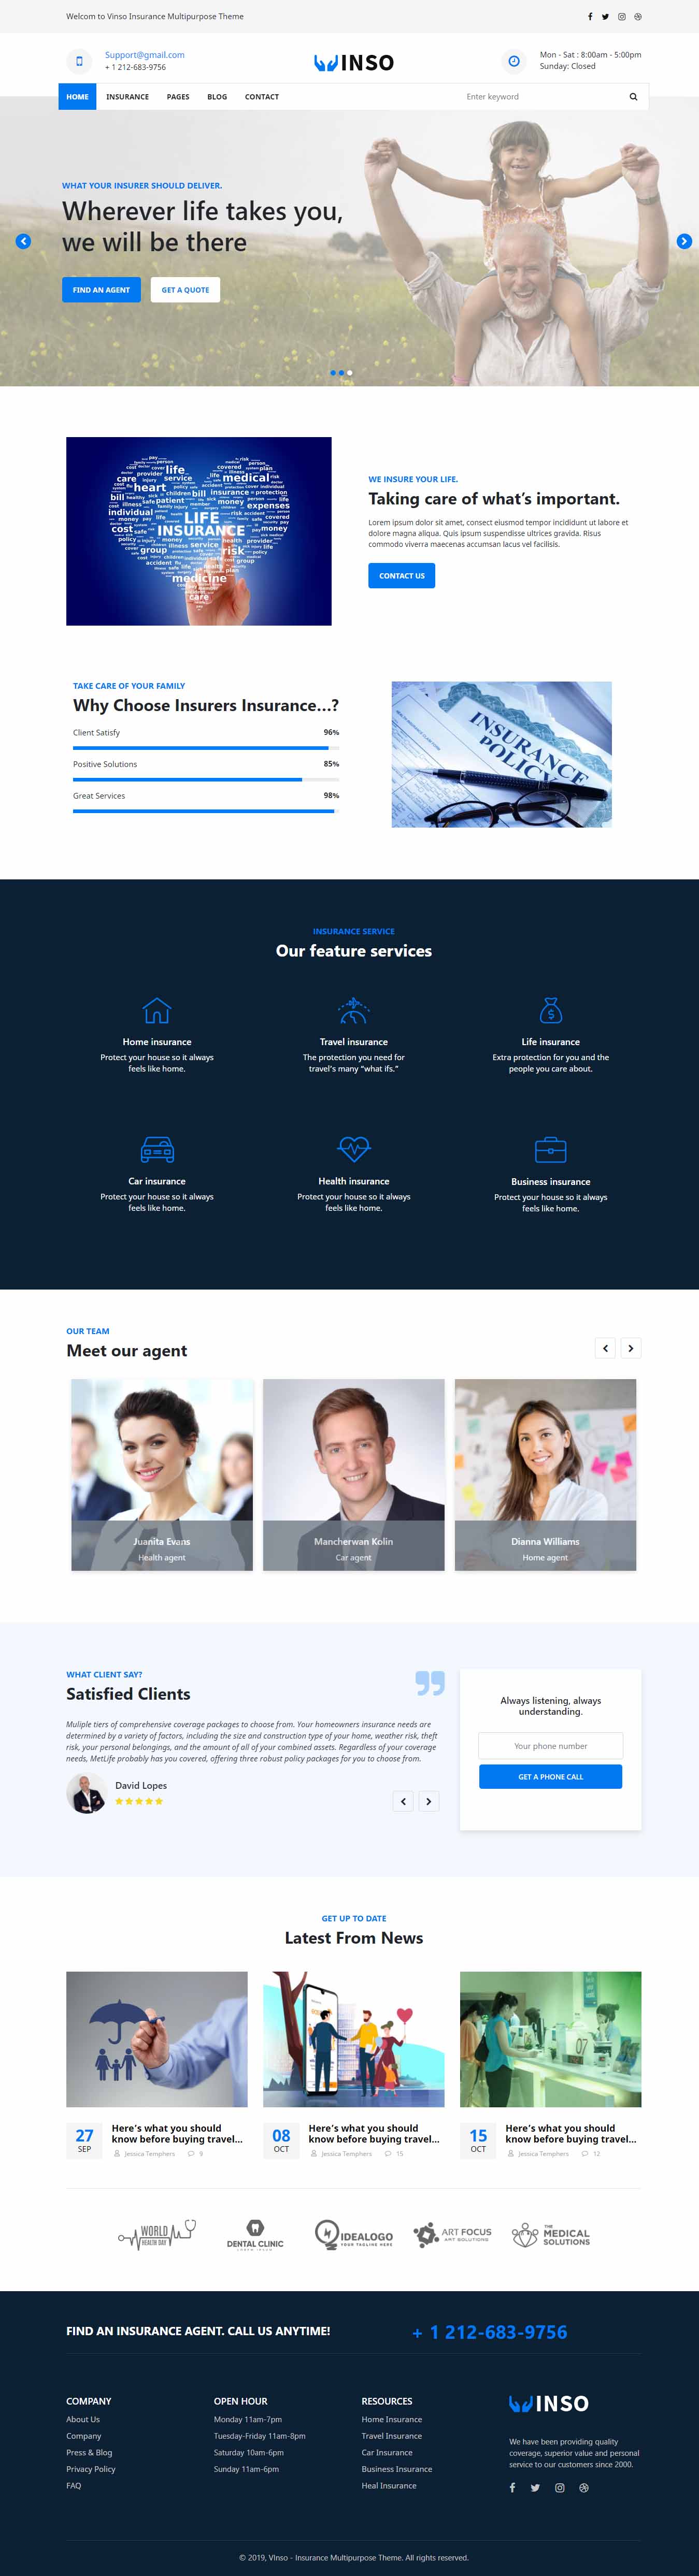 Welcom to Vinso Insurance Multipurpose Theme
Support@gmail.com
+ 1 212-683-9756
WINSO
Mon - Sat : 8:00am - 5:00pm
Sunday: Closed
HOME INSURANCE PAGES BLOG CONTACT
Enter keyword
WHAT YOUR INSURER SHOULD DELIVER.
Wherever life takes you,
we will be there
FIND AN AGENT GET A QUOTE
LIFE
INSURANCE
life
medical
heart
care
risk
medicine
care
WE INSURE YOUR LIFE.
Taking care of what's important.
Lorem ipsum dolor sit amet, consect eiusmod tempor incididunt ut labore et
dolore magna aliqua. Quis ipsum suspendisse ultrices gravida. Risus
commodo viverra maecenas accumsan lacus vel facilisis.
CONTACT US
TAKE CARE OF YOUR FAMILY
Why Choose Insurers Insurance...?
Client Satisfy 96%
Positive Solutions 85%
Great Services 98%
INSURANCE
POLICY
INSURANCE SERVICE
Our feature services
Home insurance
Protect your house so it always
feels like home.
Travel insurance
The protection you need for
travel's many "what ifs."
Life insurance
Extra protection for you and the
people you care about.
Car insurance
Protect your house so it always
feels like home.
Health insurance
Protect your house so it always
feels like home.
Business insurance
Protect your house so it always
feels like home.
OUR TEAM
Meet our agent
Juanita Evans
Health agent
Mancherwan Kolin
Car agent
Dianna Williams
Home agent
WHAT CLIENT SAY?
Satisfied Clients
Muliple tiers of comprehensive coverage packages to choose from. Your homeowners insurance needs are
determined by a variety of factors, including the size and construction type of your home, weather risk, theft
risk, your personal belongings, and the amount of all of your combined assets. Regardless of your coverage
needs, MetLife probably has you covered, offering three robust policy packages for you to choose from.
David Lopes
Always listening, always
understanding.
Your phone number
GET A PHONE CALL
GET UP TO DATE
Latest From News
07
27
SEP
Here's what you should
know before buying travel...
Jessica Temphers 9
08
OCT
Here's what you should
know before buying travel...
Jessica Temphers 15
15
OCT
Here's what you should
know before buying travel...
Jessica Temphers 12
WORLD
HEALTH DAY
DENTAL CLINIC
IDEALOGO
YOUR TAGLINE HERE
ART FOCUS
ART SOLUTIONS
THE
MEDICAL
SOLUTIONS
FIND AN INSURANCE AGENT. CALL US ANYTIME!
+ 1 212-683-9756
COMPANY
About Us
Company
Press & Blog
Privacy Policy
FAQ
OPEN HOUR
Monday 11am-7pm
Tuesday-Friday 11am-8pm
Saturday 10am-6pm
Sunday 11am-6pm
RESOURCES
Home Insurance
Travel Insurance
Car Insurance
Business Insurance
Heal Insurance
WINSO
We have been providing quality
coverage, superior value and personal
service to our customers since 2000.
© 2019, VInso - Insurance Multipurpose Theme. All rights reserved.